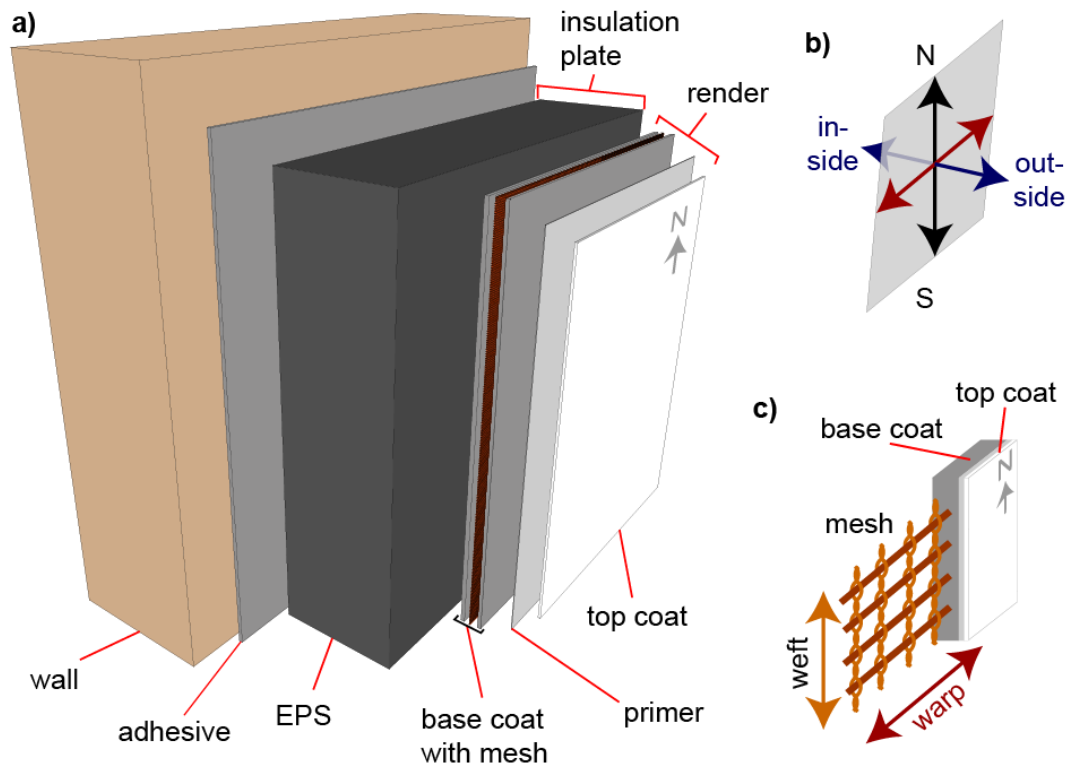 a)
insulation
plate
render
N
wall
adhesive
EPS
base coat
with mesh
primer
top coat
b)
N
in-
side
out-
side
S
c)
top coat
base coat
N
mesh
weft
warp